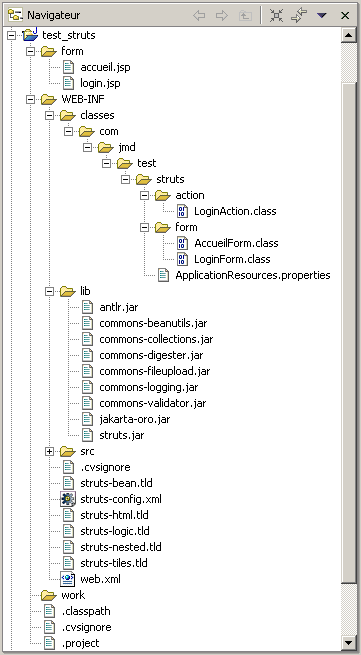 Navigateur
test_struts
form
accueil.jsp
login.jsp
WEB-INF
classes
com
jmd
test
struts
action
LoginAction.class
form
AccueilForm.class
LoginForm.class
ApplicationResources.properties
lib
antlr.jar
commons-beanutils.jar
commons-collections.jar
commons-digester.jar
commons-fileupload.jar
commons-logging.jar
commons-validator.jar
jakarta-oro.jar
struts.jar
src
.cvsignore
struts-bean.tld
struts-config.xml
struts-html.tld
struts-logic.tld
struts-nested.tld
struts-tiles.tld
web.xml
work
.classpath
.cvsignore
.project